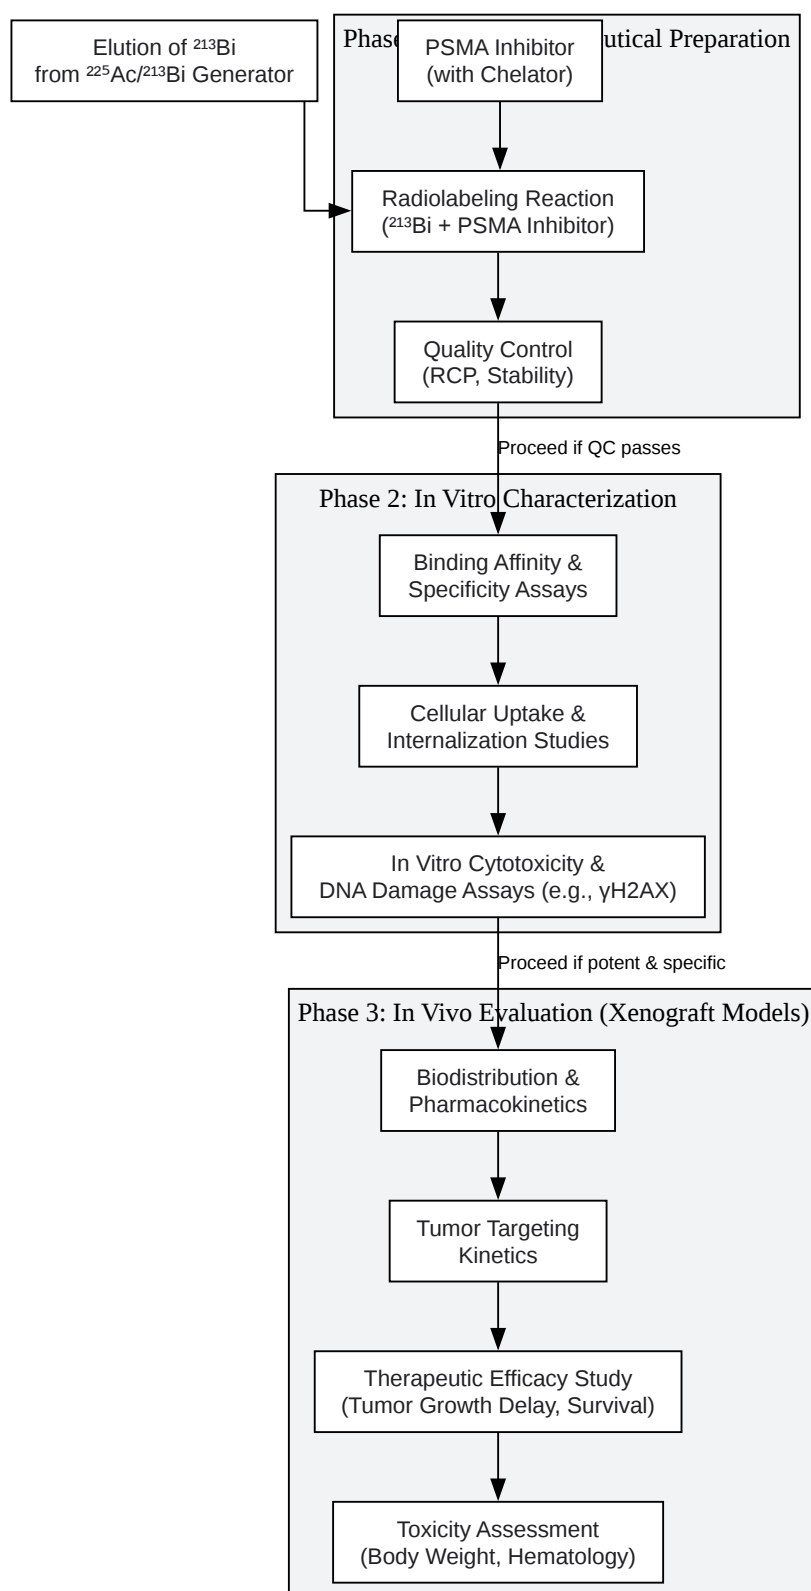 Elution of ²¹³Bi
from ²²⁵Ac/²¹³Bi Generator
Phase
utical Preparation
PSMA Inhibitor
(with Chelator)
Radiolabeling Reaction
(²¹³Bi + PSMA Inhibitor)
Quality Control
(RCP, Stability)
Proceed if QC passes
Phase 2: In Vitro Characterization
Binding Affinity &
Specificity Assays
Cellular Uptake &
Internalization Studies
In Vitro Cytotoxicity &
DNA Damage Assays (e.g., γH2AX)
Proceed if potent & specific
Phase 3: In Vivo Evaluation (Xenograft Models)
Biodistribution &
Pharmacokinetics
Tumor Targeting
Kinetics
Therapeutic Efficacy Study
(Tumor Growth Delay, Survival)
Toxicity Assessment
(Body Weight, Hematology)